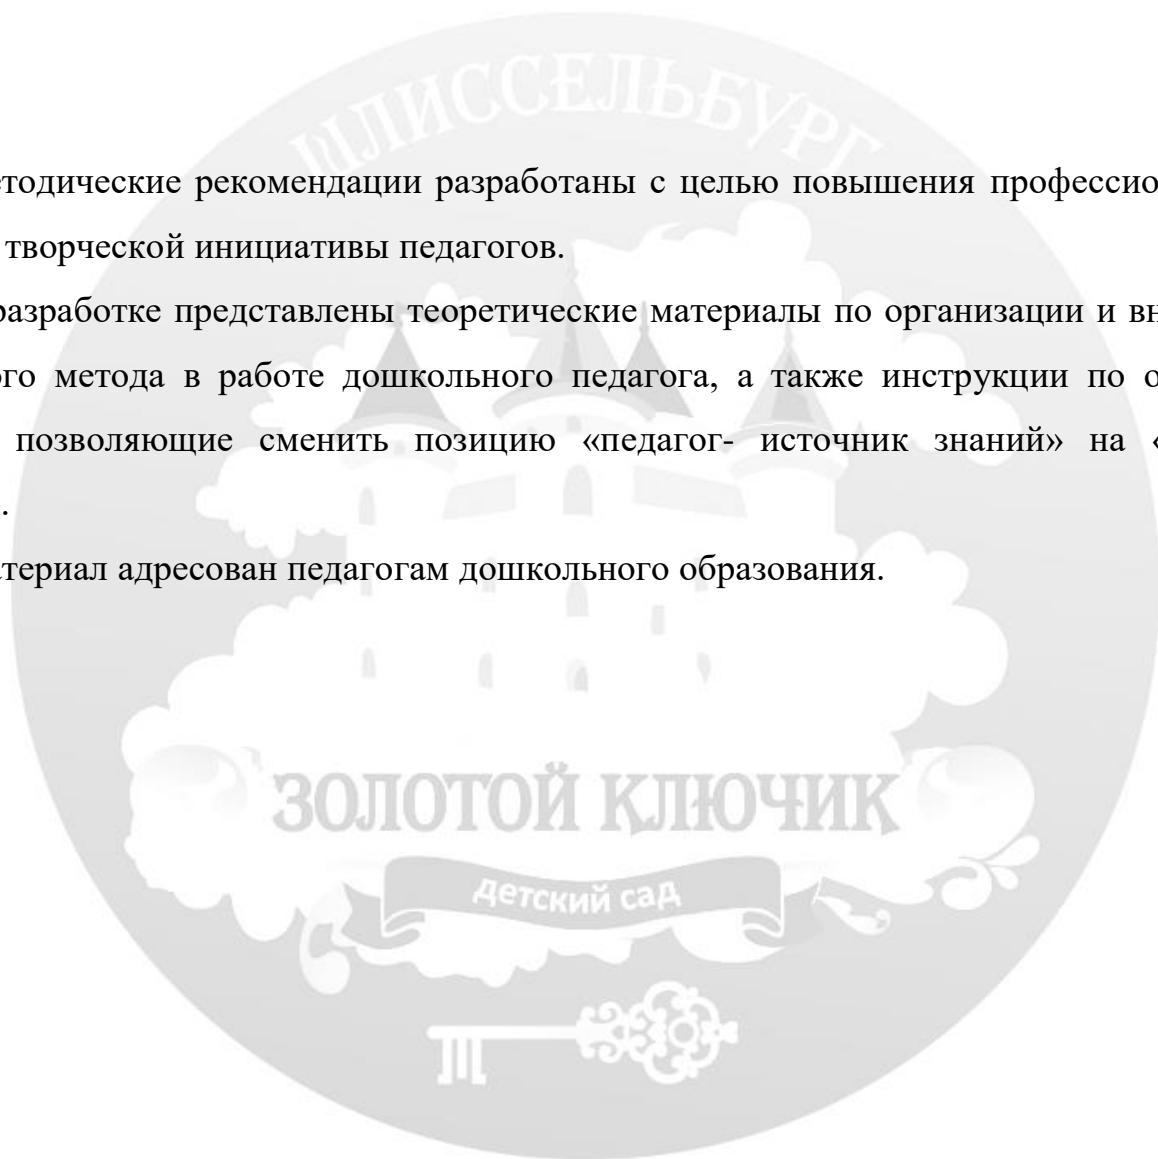 ШЛИССЕЛЬБУРГ
етодические рекомендации разработаны с целью повышения профессио
творческой инициативы педагогов.
разработке представлены теоретические материалы по организации и вн
ого метода в работе дошкольного педагога, а также инструкции по о
позволяющие сменить позицию «педагог- источник знаний» на «
.
атериал адресован педагогам дошкольного образования.
ЗОЛОТОЙ КЛЮЧИК
детский сад